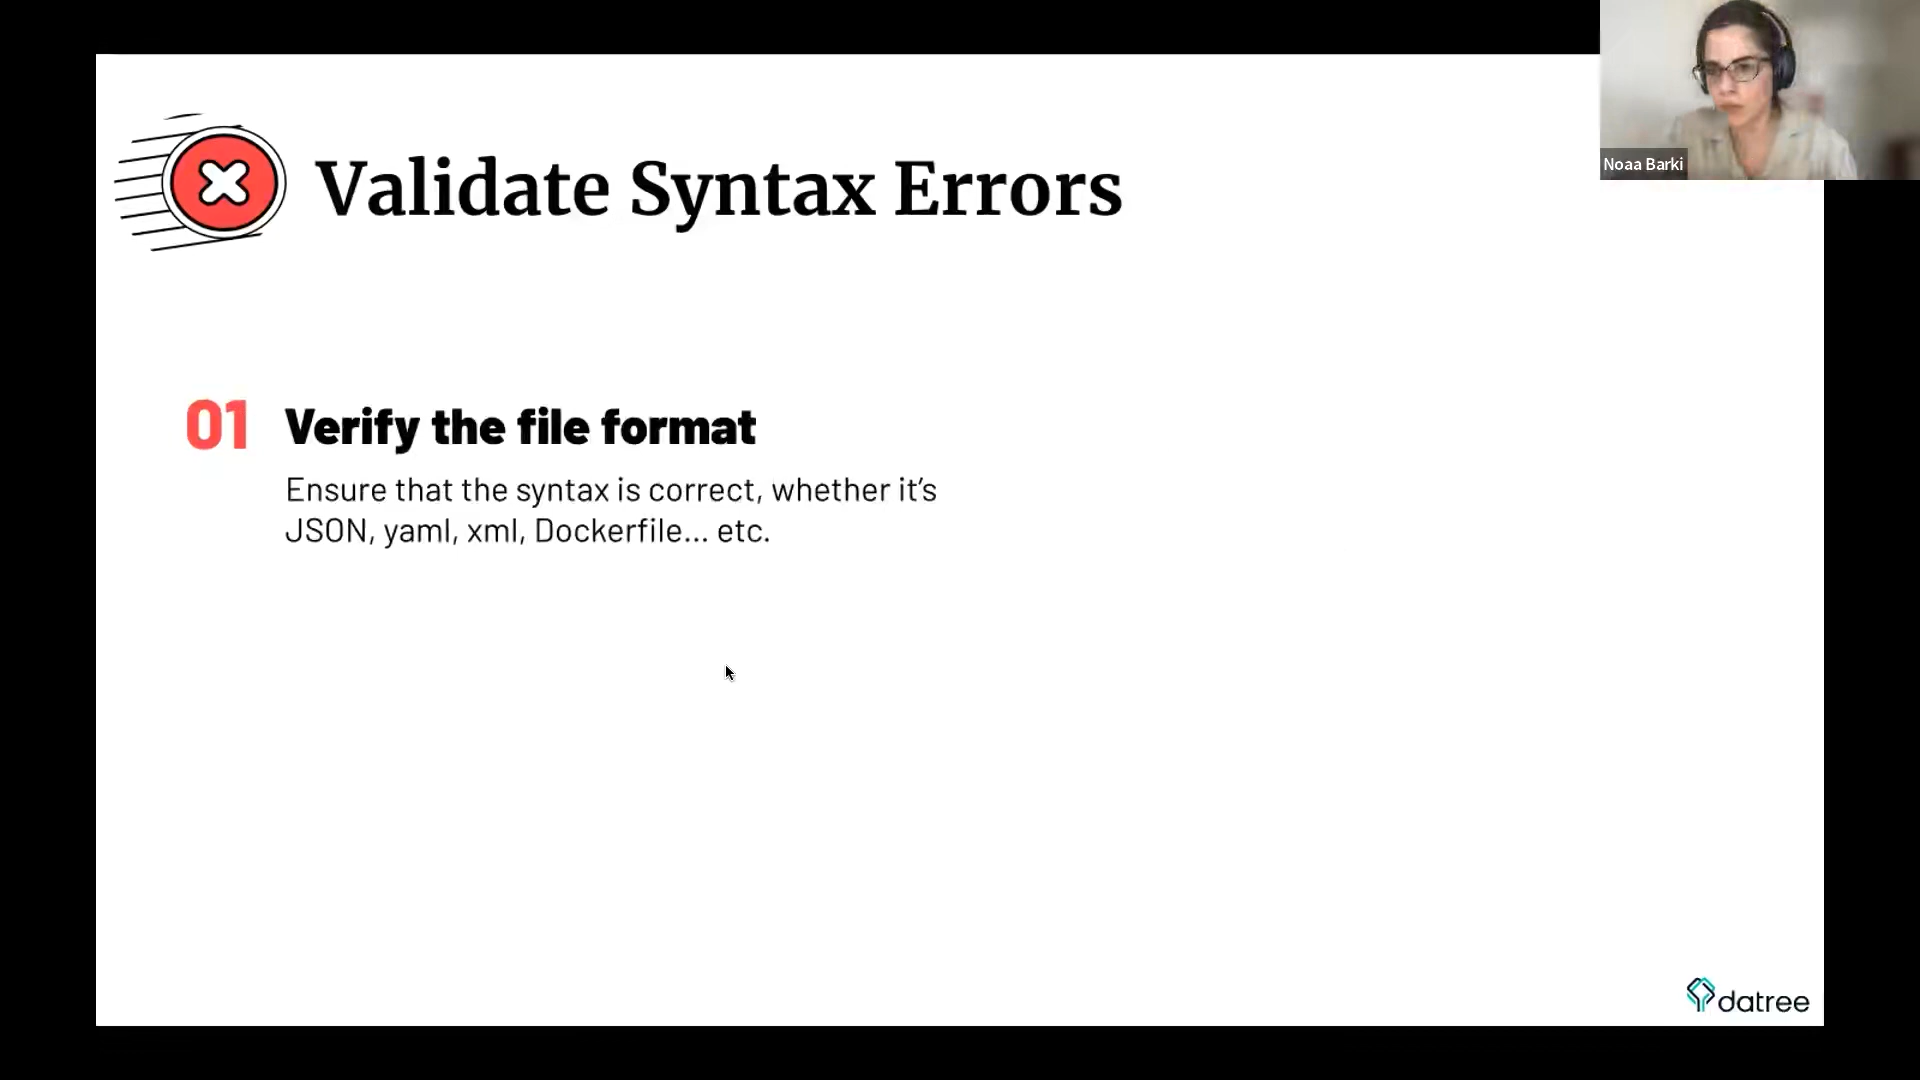 Noaa Barki
Validate Syntax Errors
01 Verify the file format
Ensure that the syntax is correct, whether it’s
JSON, yaml, xml, Dockerfile... etc.
datree